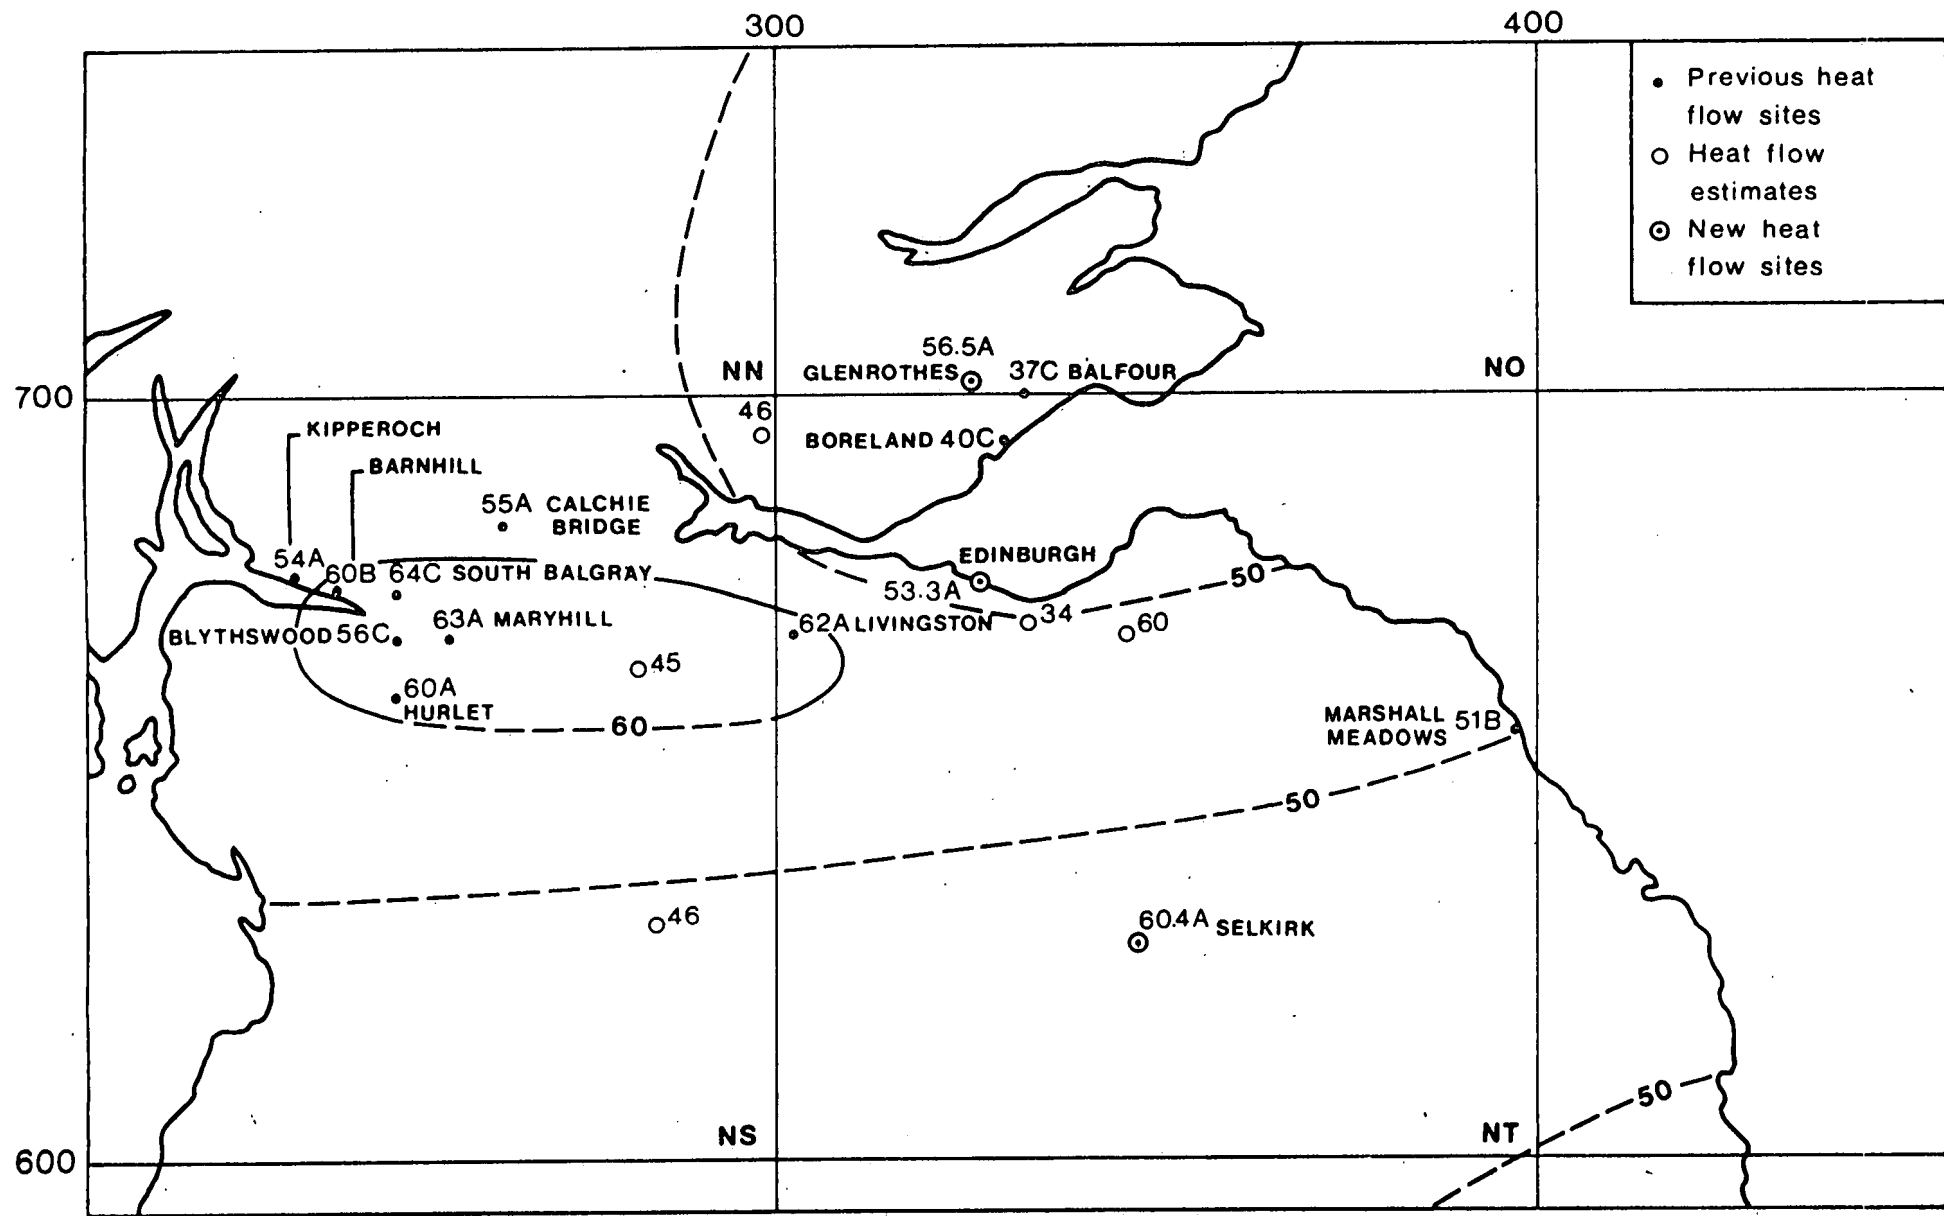 300
400
Previous heat
flow sites
Heat flow
estimates
New heat
flow sites
56.5A
NN
GLENROTHES
37C BALFOUR
NO
700
46
KIPPEROCH
BORELAND 40C
BARNHILL
55A CALCHIE
BRIDGE
EDINBURGH
54A
60B
64C SOUTH BALGRAY
50
53.3A
63A MARYHILL
62A LIVINGSTON
34
60
BLYTHSWOOD 56C
45
60A
HURLET
60
MARSHALL
MEADOWS
51B
50
46
60.4A SELKIRK
50
NS
NT
600